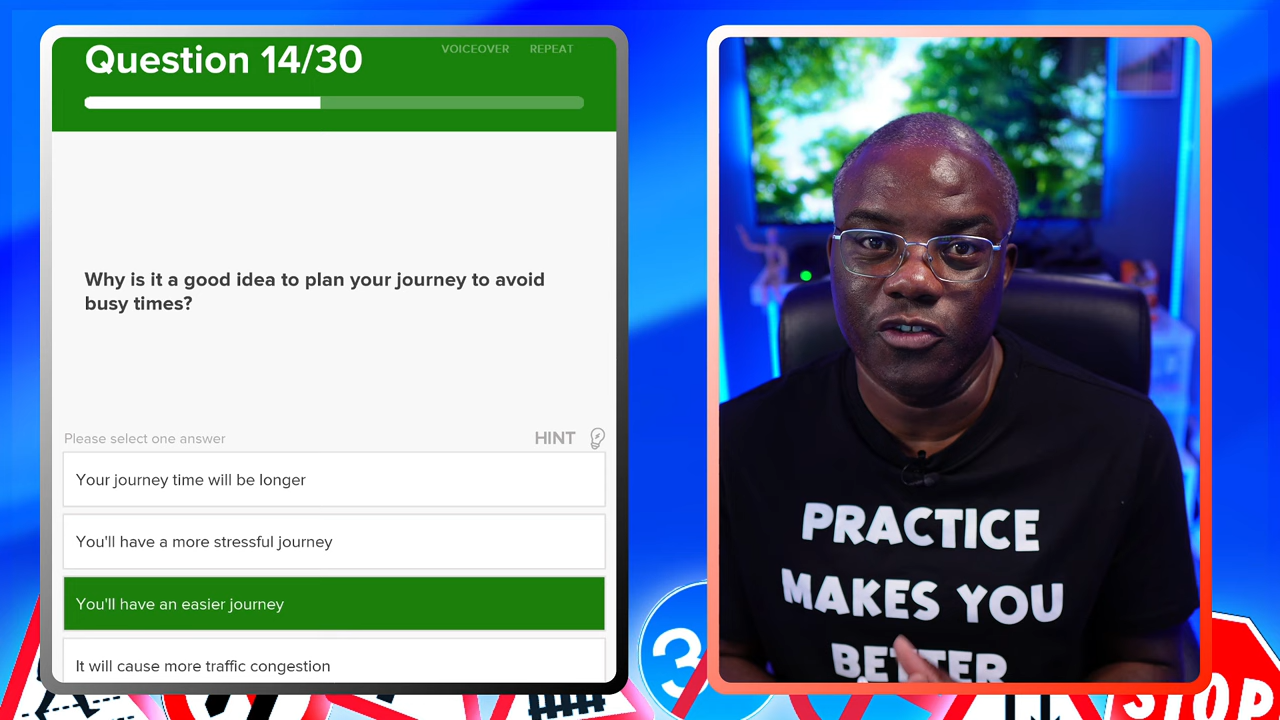 Question 14/30
VOICEOVER
REPEAT
Why is it a good idea to plan your journey to avoid
busy times?
Please select one answer
HINT
Your journey time will be longer
You'll have a more stressful journey
You'll have an easier journey
It will cause more traffic congestion
PRACTICE
MAKES YOU
BETTER
3
STOP